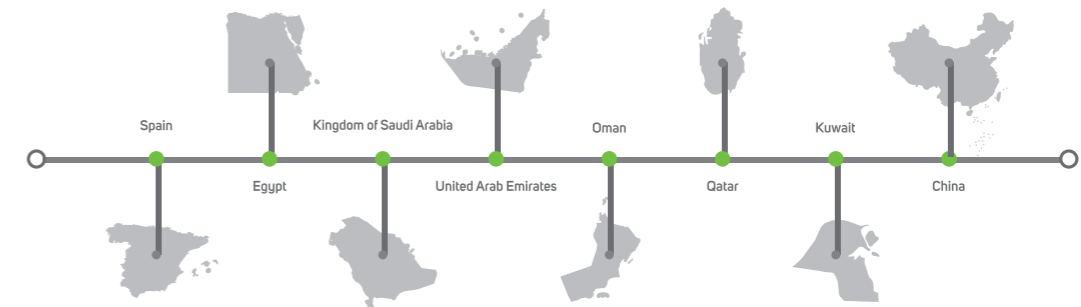 Spain
Kingdom of Saudi Arabia
Oman
Kuwait
Egypt
United Arab Emirates
Qatar
China